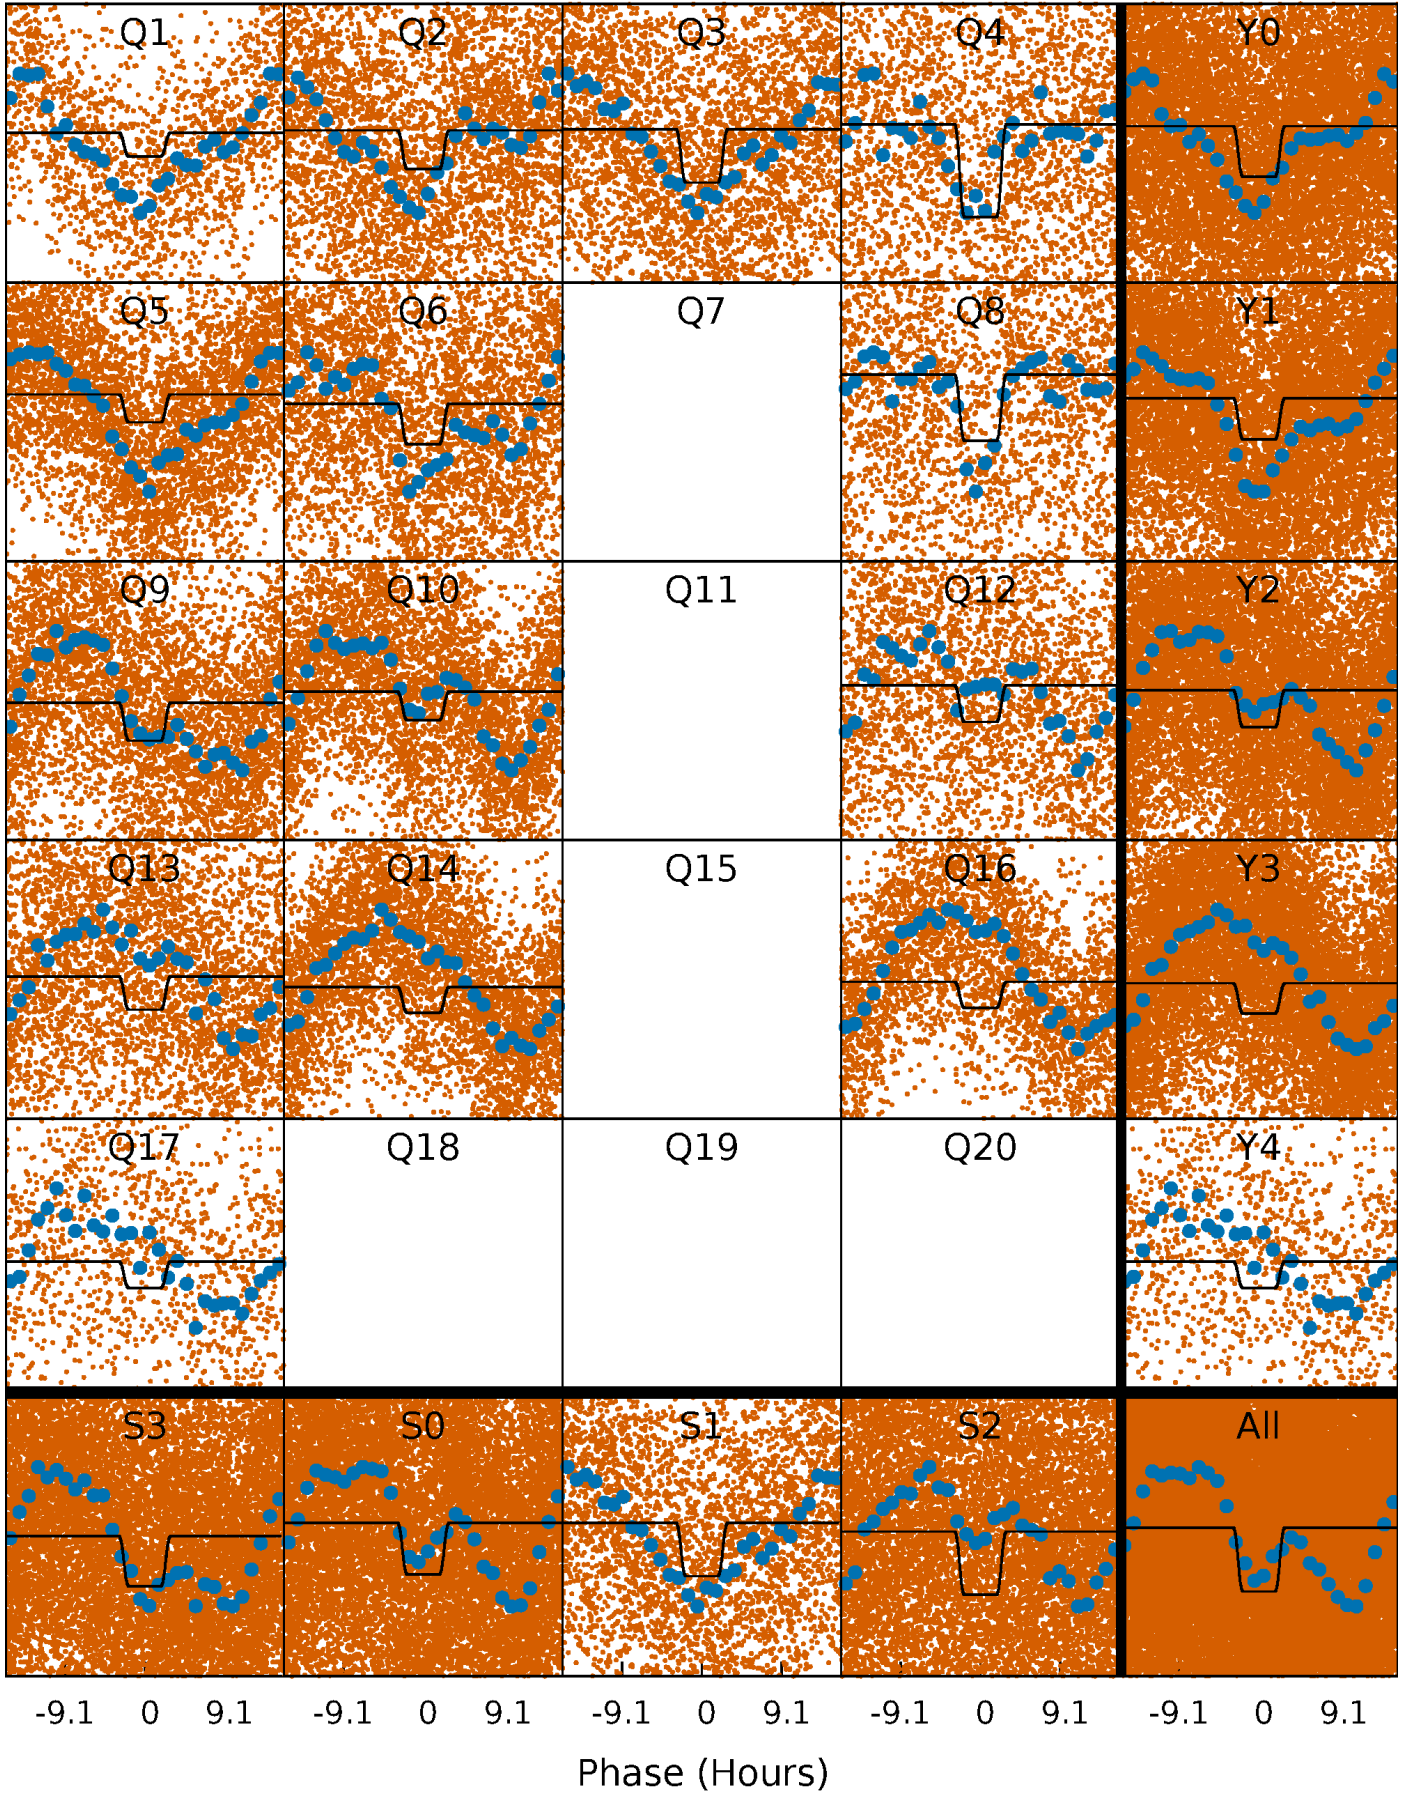 Q1 Q2 Q3 Q4 Y0
Q5 Q6 Q7 Q8 Y1
Q9 Q10 Q11 Q12 Y2
Q13 Q14 Q15 Q16 Y3
Q17 Q18 Q19 Q20 Y4
S3 S0 S1 S2 All
-9.1 0 9.1 -9.1 0 9.1 -9.1 0 9.1 -9.1 0 9.1 -9.1 0 9.1
Phase (Hours)